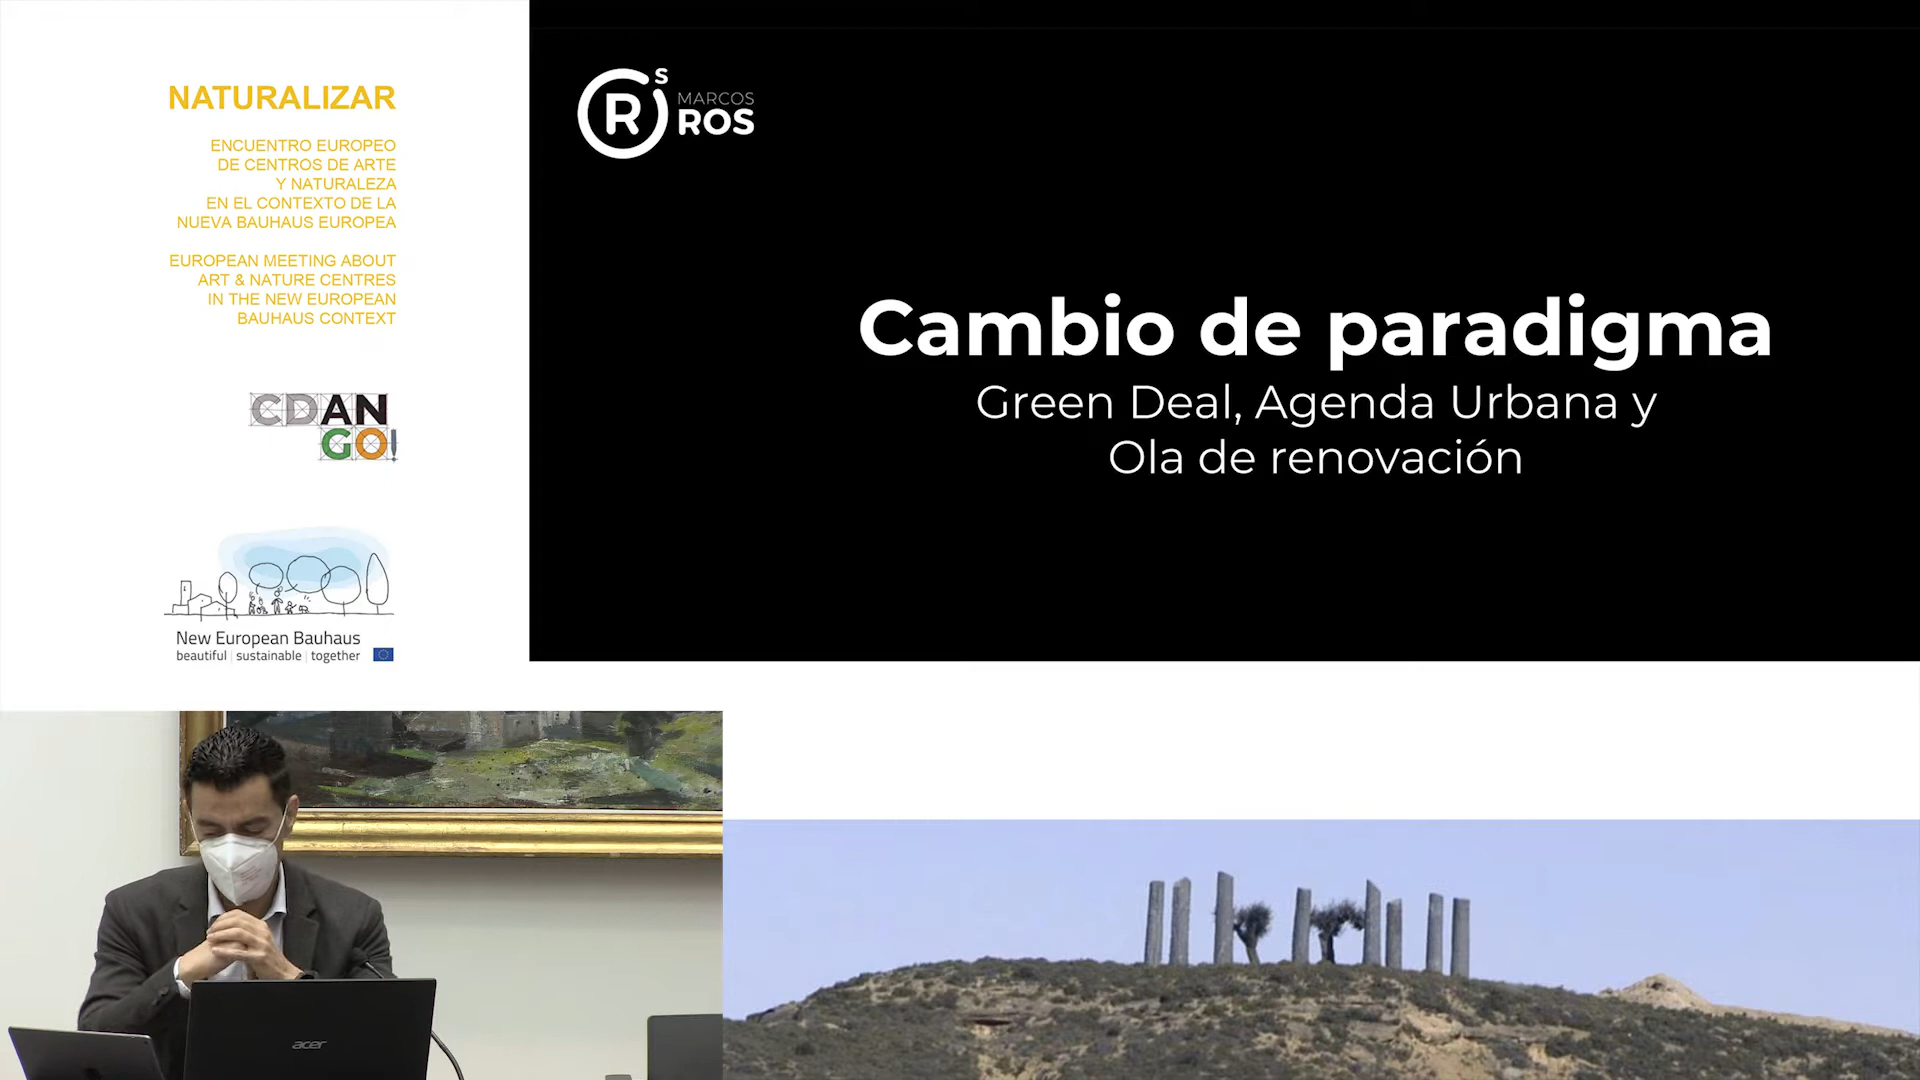 NATURALIZAR
ENCUENTRO EUROPEO
DE CENTROS DE ARTE
Y NATURALEZA
EN EL CONTEXTO DE LA
NUEVA BAUHAUS EUROPEA
EUROPEAN MEETING ABOUT
ART & NATURE CENTRES
IN THE NEW EUROPEAN
BAUHAUS CONTEXT
CDAN
GO!
New European Bauhaus
beautiful | sustainable | together
R S
MARCOS
ROS
Cambio de paradigma
Green Deal, Agenda Urbana y
Ola de renovación
acer